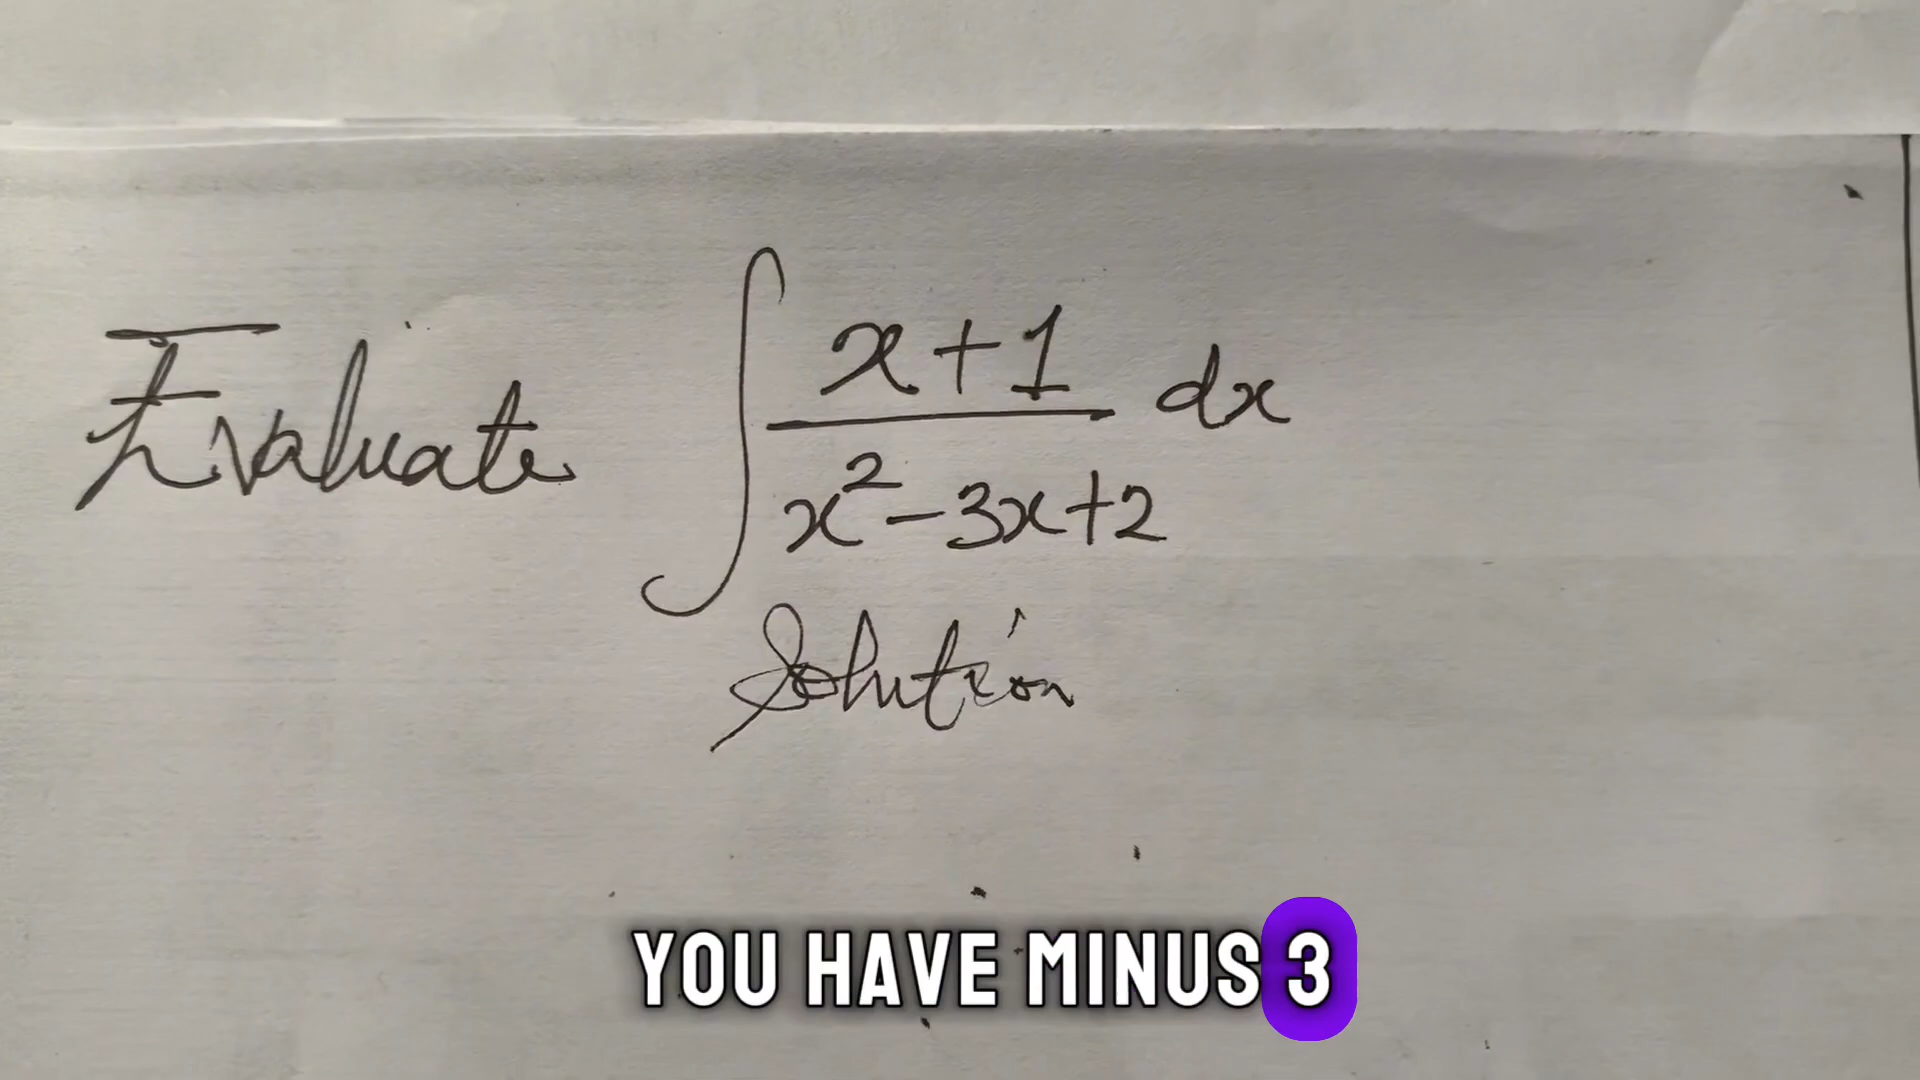 Evaluate ∫ x+1 / x²-3x+2 dx
Solution
YOU HAVE MINUS 3